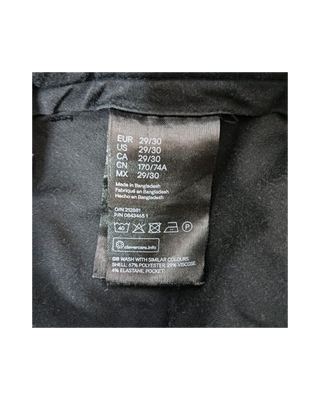 EUR 29/30
US 29/30
CA 29/30
CN 170/74A
MX 29/30
Made in Bangladesh
Fabriqué en Bangladesh
Hecho en Bangladesh
O/N 212881
P/N 0843465 1
40 P
clevercare.info
GB WASH WITH SIMILAR COLOURS
SHELL: 67% POLYESTER, 29% VISCOSE,
4% ELASTANE, POCKET: